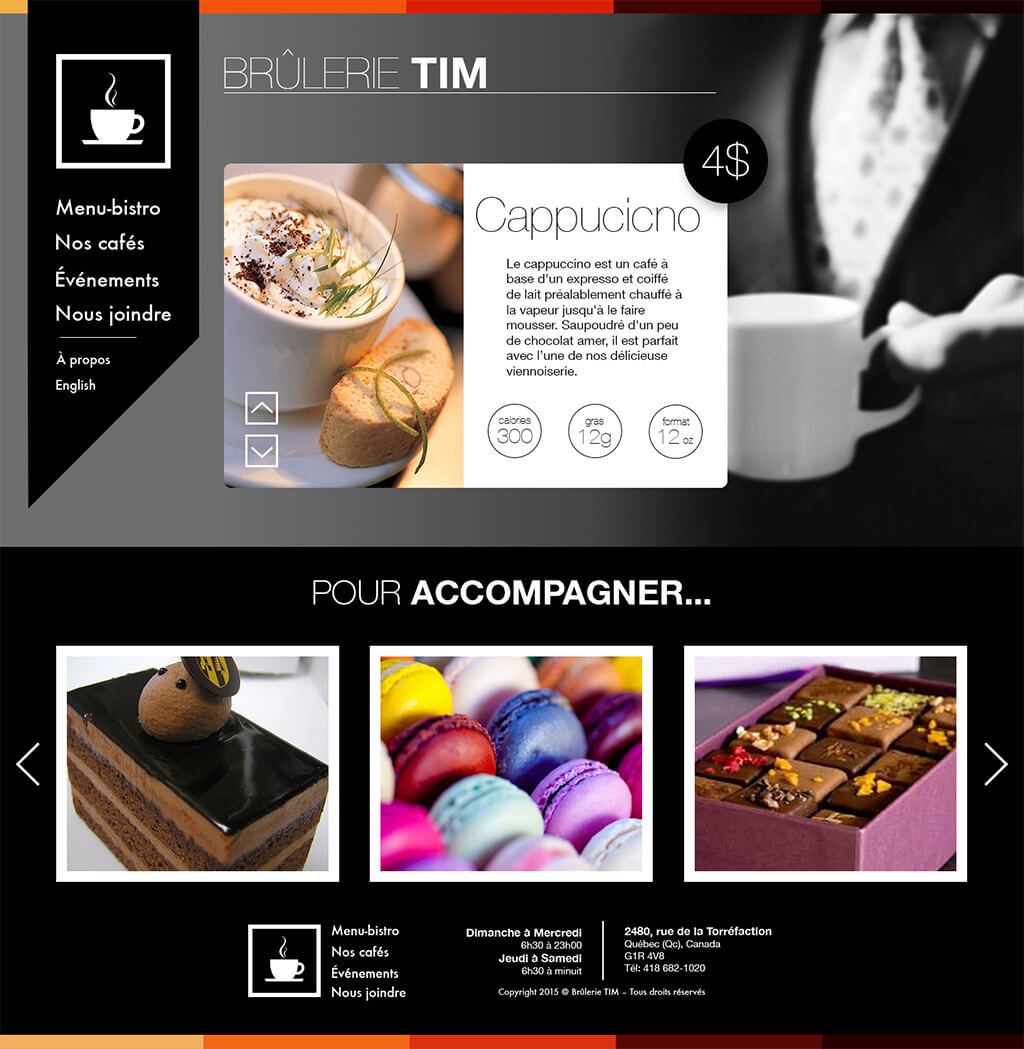 BRÛLERIE TIM
Menu-bistro
Nos cafés
Événements
Nous joindre
À propos
English
4$
Cappucicno
Le cappuccino est un café à
base d'un expresso et coiffé
de lait préalablement chauffé à
la vapeur jusqu'à le faire
mousser. Saupoudré d'un peu
de chocolat amer, il est parfait
avec l'une de nos délicieuse
viennoiserie.
calories
300
gras
12g
format
12 oz
POUR ACCOMPAGNER...
Menu-bistro
Nos cafés
Événements
Nous joindre
Dimanche à Mercredi
6h30 à 23h00
Jeudi à Samedi
6h30 à minuit
2480, rue de la Torréfaction
Québec (Qc), Canada
G1R 4V8
Tél: 418 682-1020
Copyright 2015 @ Brûlerie TIM – Tous droits réservés